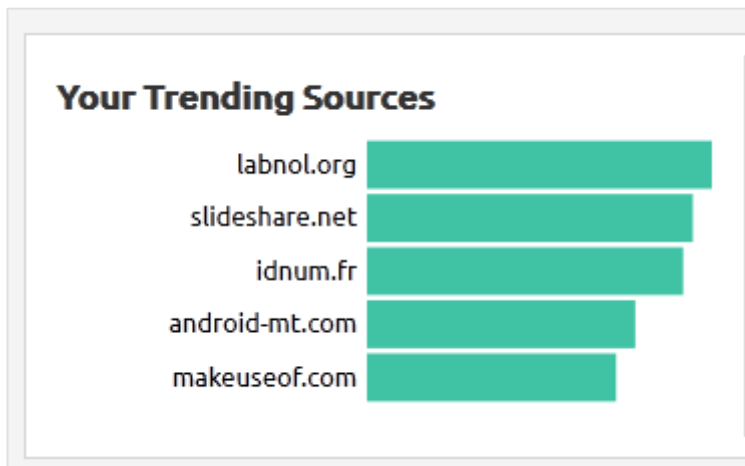 Your Trending Sources
labnol.org
slideshare.net
idnum.fr
android-mt.com
makeuseof.com